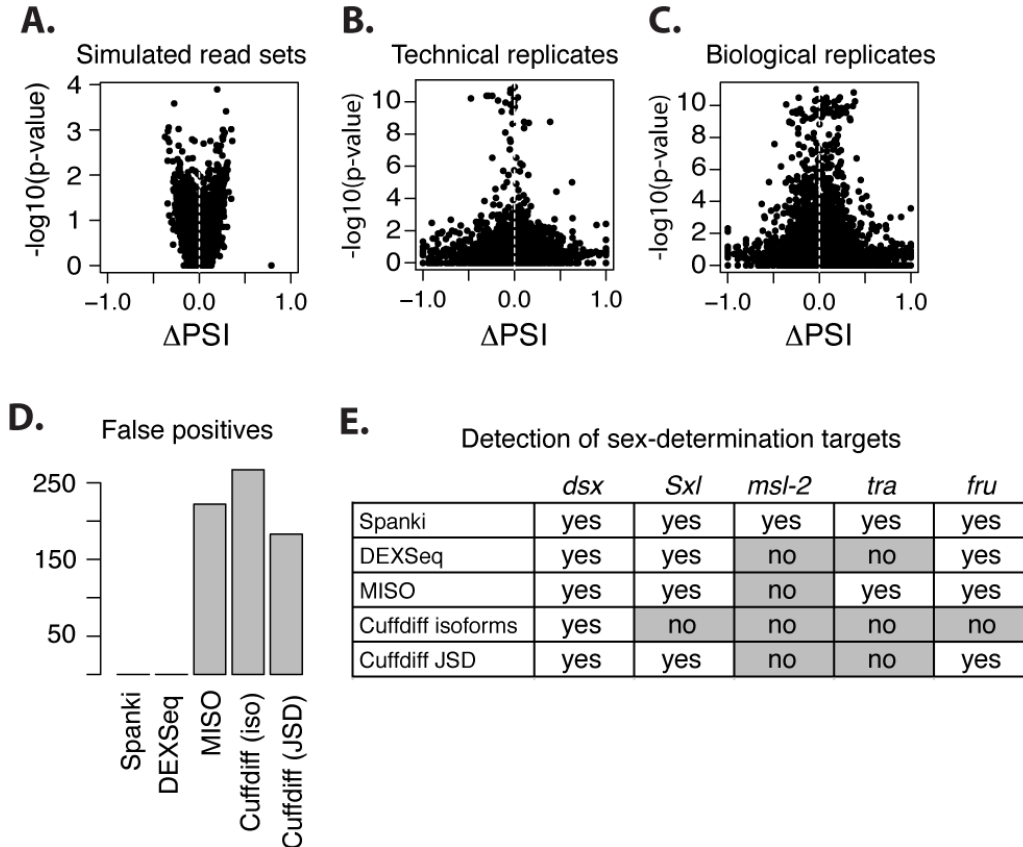 A.
Simulated read sets
4
3
2
1
0
-log10(p-value)
−1.0 0.0 1.0
ΔPSI
B.
Technical replicates
10
8
6
4
2
0
-log10(p-value)
−1.0 0.0 1.0
ΔPSI
C.
Biological replicates
10
8
6
4
2
0
-log10(p-value)
−1.0 0.0 1.0
ΔPSI
D.
False positives
250
150
50
Spanki
DEXSeq
MISO
Cuffdiff (iso)
Cuffdiff (JSD)
E.
Detection of sex-determination targets
dsx Sxl msl-2 tra fru
Spanki yes yes yes yes yes
DEXSeq yes yes no no yes
MISO yes yes no yes yes
Cuffdiff isoforms yes no no no no
Cuffdiff JSD yes yes no no yes